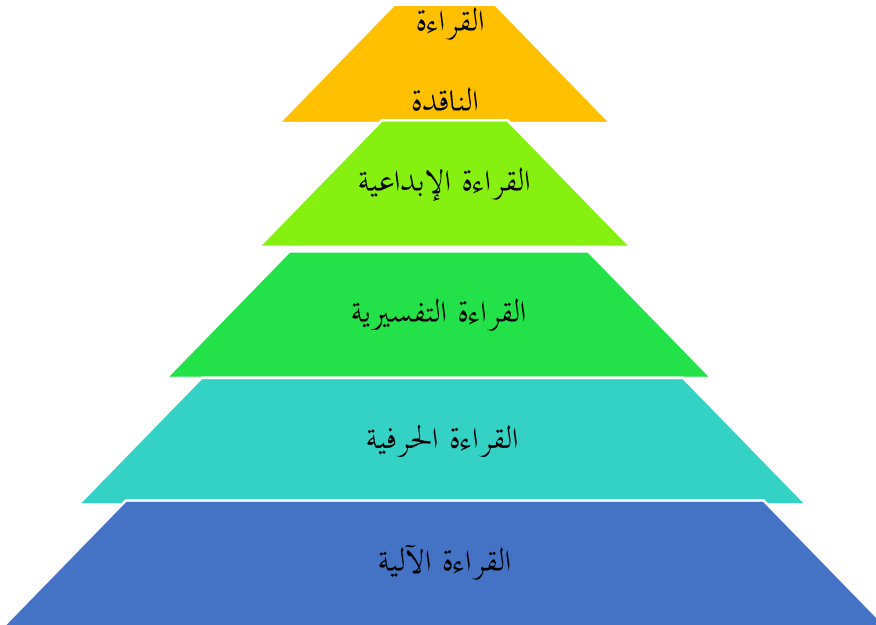 القراءة
الناقدة
القراءة الإبداعية
القراءة التفسيرية
القراءة الحرفية
القراءة الآلية